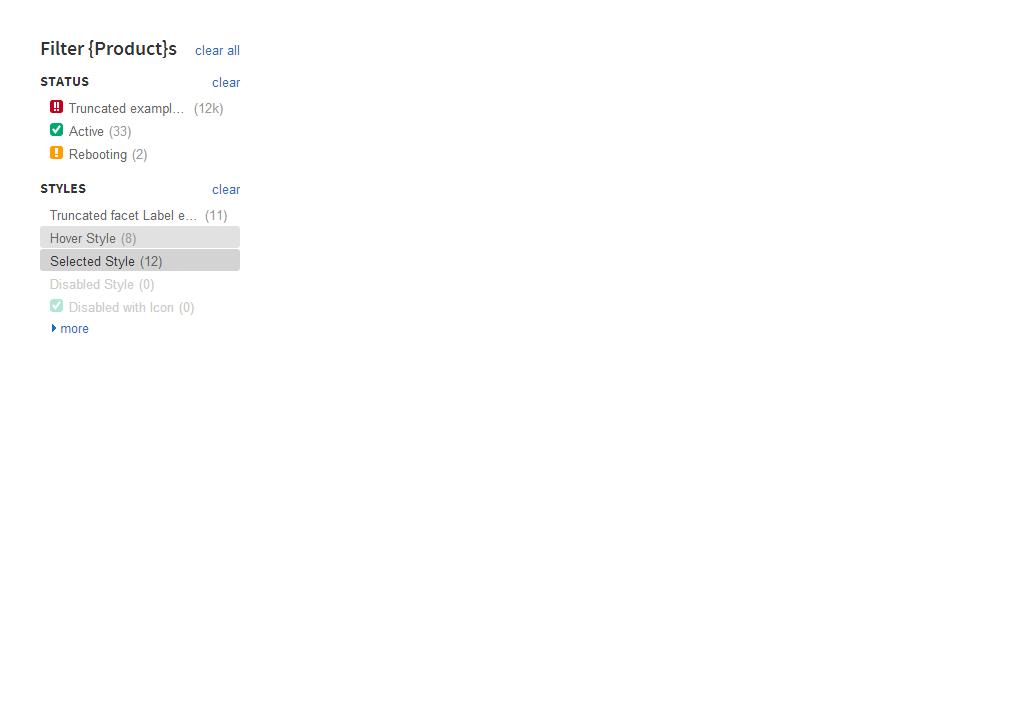 Filter {Product}s clear all
STATUS clear
Truncated exampl... (12k)
Active (33)
Rebooting (2)
STYLES clear
Truncated facet Label e... (11)
Hover Style (8)
Selected Style (12)
Disabled Style (0)
Disabled with Icon (0)
more